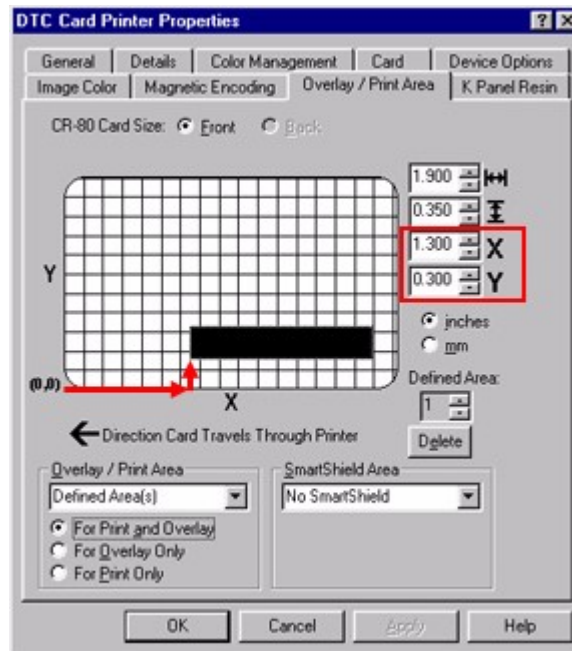 DTC Card Printer Properties
General Details Color Management Card Device Options
Image Color Magnetic Encoding Overlay / Print Area K Panel Resin
CR-80 Card Size: Front Back
1.900
0.350
1.300 X
0.300 Y
Y
inches
mm
(0,0)
X
Defined Area:
1
Direction Card Travels Through Printer
Delete
Overlay / Print Area
SmartShield Area
Defined Area(s)
No SmartShield
For Print and Overlay
For Overlay Only
For Print Only
OK Cancel Apply Help